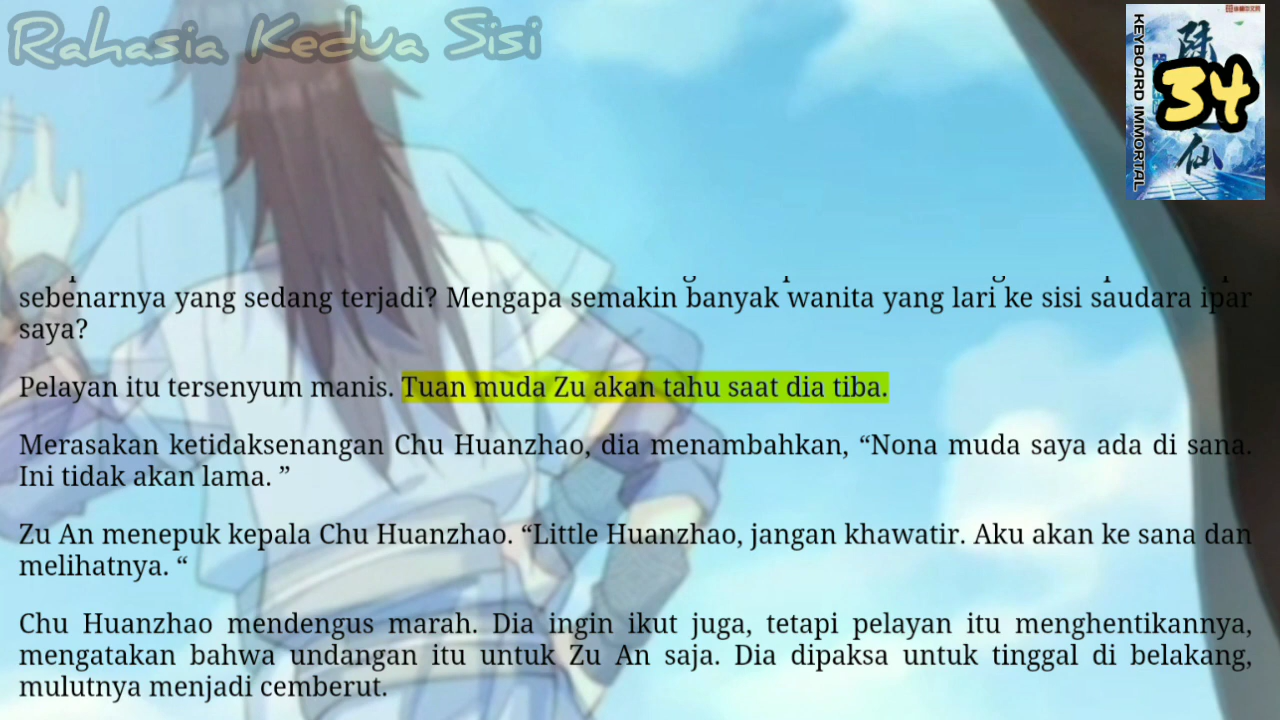 Rahasia Kedua Sisi
KEYBOARD IMMORTAL
陆
仙
34
sebenarnya yang sedang terjadi? Mengapa semakin banyak wanita yang lari ke sisi saudara ipar
saya?
Pelayan itu tersenyum manis. Tuan muda Zu akan tahu saat dia tiba.
Merasakan ketidaksenangan Chu Huanzhao, dia menambahkan, “Nona muda saya ada di sana.
Ini tidak akan lama. ”
Zu An menepuk kepala Chu Huanzhao. “Little Huanzhao, jangan khawatir. Aku akan ke sana dan
melihatnya. “
Chu Huanzhao mendengus marah. Dia ingin ikut juga, tetapi pelayan itu menghentikannya,
mengatakan bahwa undangan itu untuk Zu An saja. Dia dipaksa untuk tinggal di belakang,
mulutnya menjadi cemberut.